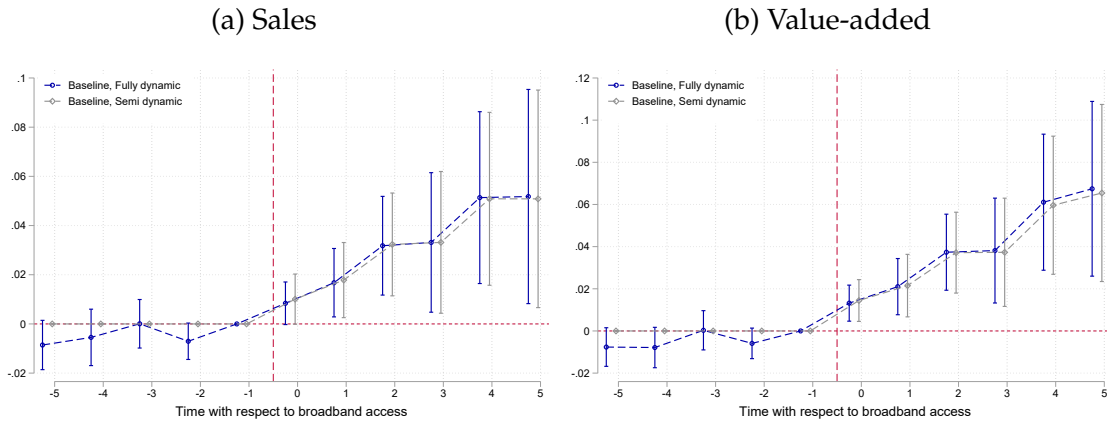 (a) Sales
Baseline, Fully dynamic
Baseline, Semi dynamic
.1
.08
.06
.04
.02
0
-.02
-5 -4 -3 -2 -1 0 1 2 3 4 5
Time with respect to broadband access
(b) Value-added
Baseline, Fully dynamic
Baseline, Semi dynamic
.12
.1
.08
.06
.04
.02
0
-.02
-5 -4 -3 -2 -1 0 1 2 3 4 5
Time with respect to broadband access